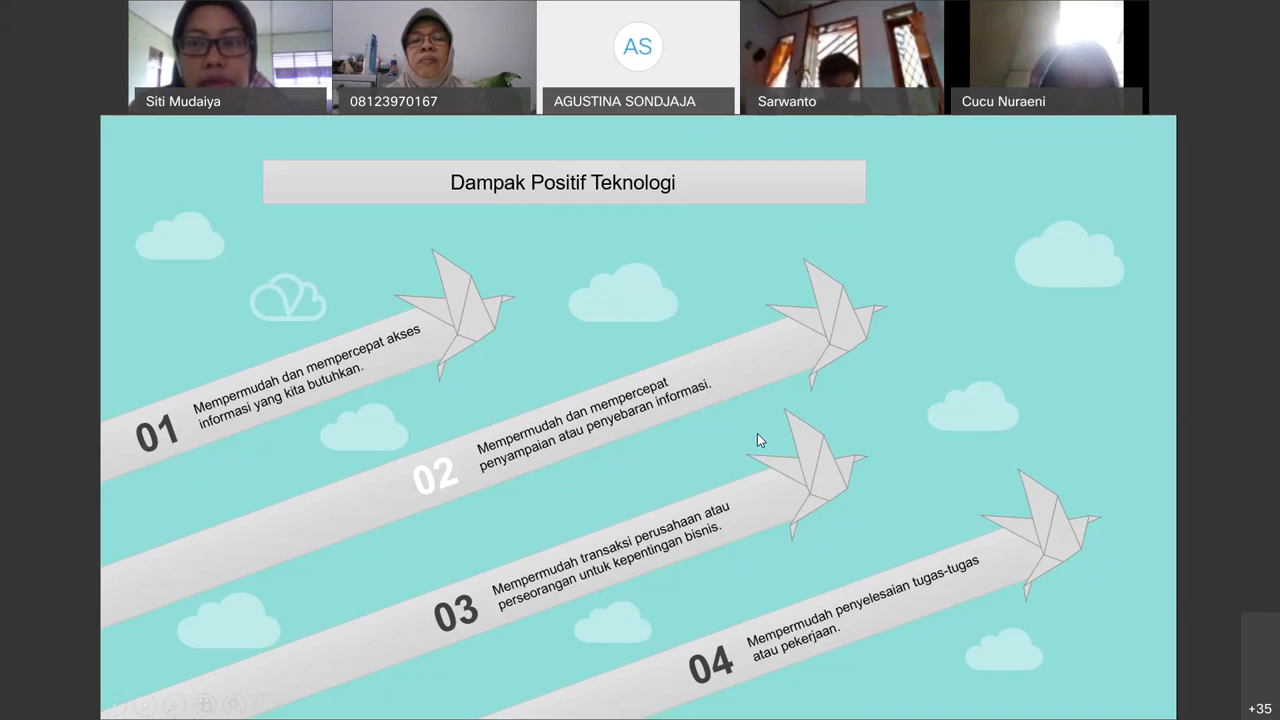 Siti Mudaiya
08123970167
AS
AGUSTINA SONDJAJA
Sarwanto
Cucu Nuraeni
Dampak Positif Teknologi
01
Mempermudah dan mempercepat akses
informasi yang kita butuhkan.
02
Mempermudah dan mempercepat
penyampaian atau penyebaran informasi.
03
Mempermudah transaksi perusahaan atau
perseorangan untuk kepentingan bisnis.
04
Mempermudah penyelesaian tugas-tugas
atau pekerjaan.
+35